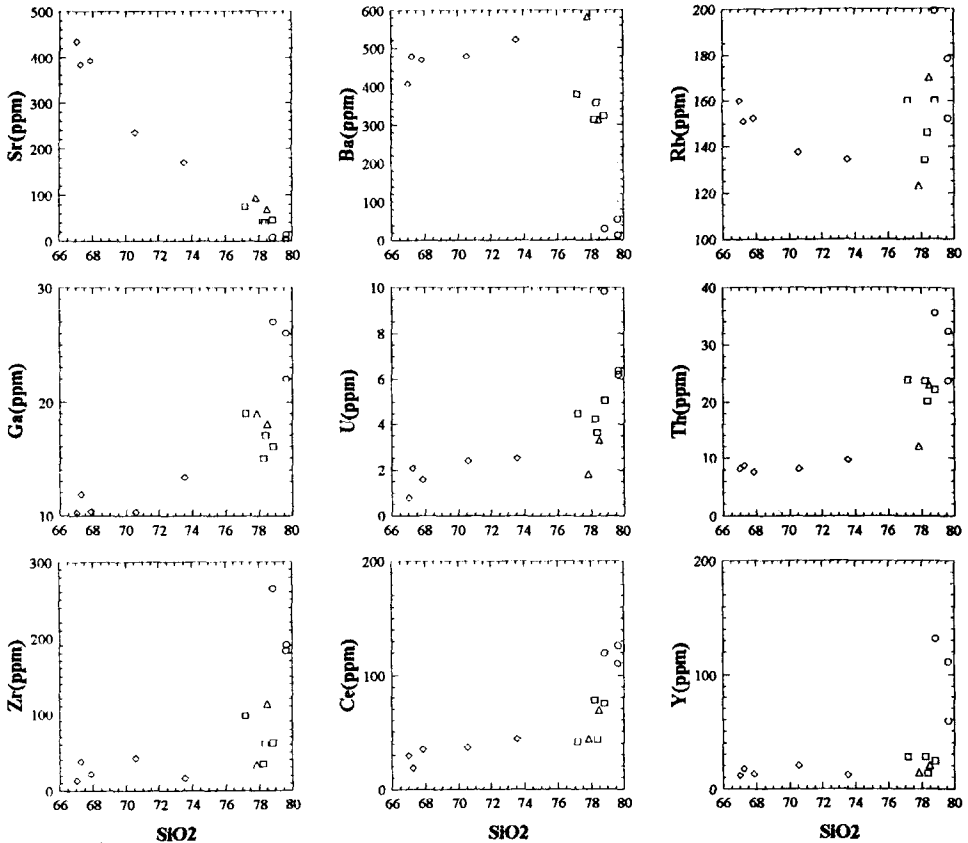 500 400 300 200 100 0
Sr(ppm)
66 68 70 72 74 76 78 80
600 500 400 300 200 100 0
Ba(ppm)
66 68 70 72 74 76 78 80
200 180 160 140 120 100
Rb(ppm)
66 68 70 72 74 76 78 80
30 20 10
Ga(ppm)
66 68 70 72 74 76 78 80
10 8 6 4 2 0
U(ppm)
66 68 70 72 74 76 78 80
40 30 20 10 0
Th(ppm)
66 68 70 72 74 76 78 80
300 200 100 0
Zr(ppm)
66 68 70 72 74 76 78 80
SiO2
200 100 0
Ce(ppm)
66 68 70 72 74 76 78 80
SiO2
200 100 0
Y(ppm)
66 68 70 72 74 76 78 80
SiO2